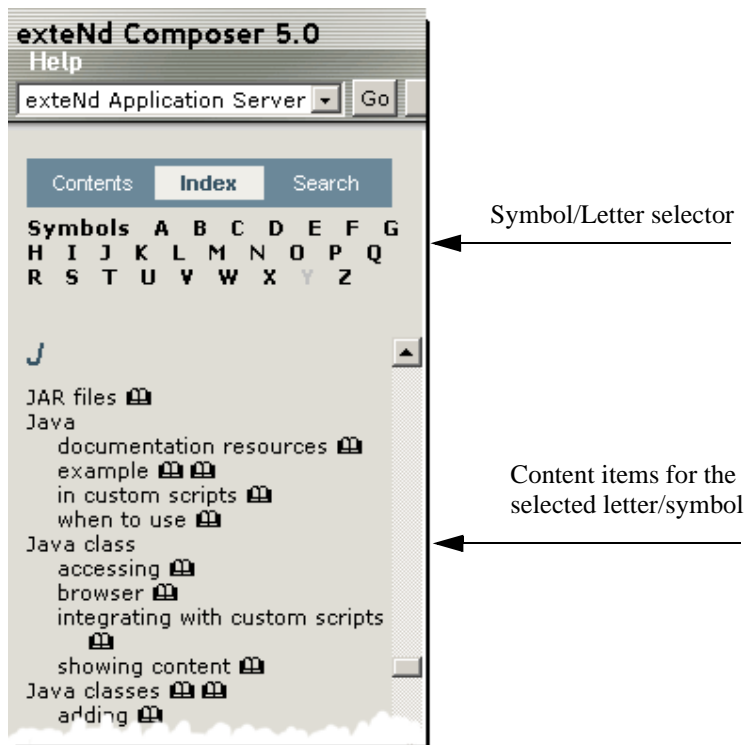 exteNd Composer 5.0
Help
exteNd Application Server
Go
Contents Index Search
Symbols A B C D E F G
H I J K L M N O P Q
R S T U V W X Y Z
Symbol/Letter selector
J
JAR files
Java
documentation resources
example
in custom scripts
when to use
Java class
accessing
browser
integrating with custom scripts
showing content
Java classes
adding
Content items for the
selected letter/symbol